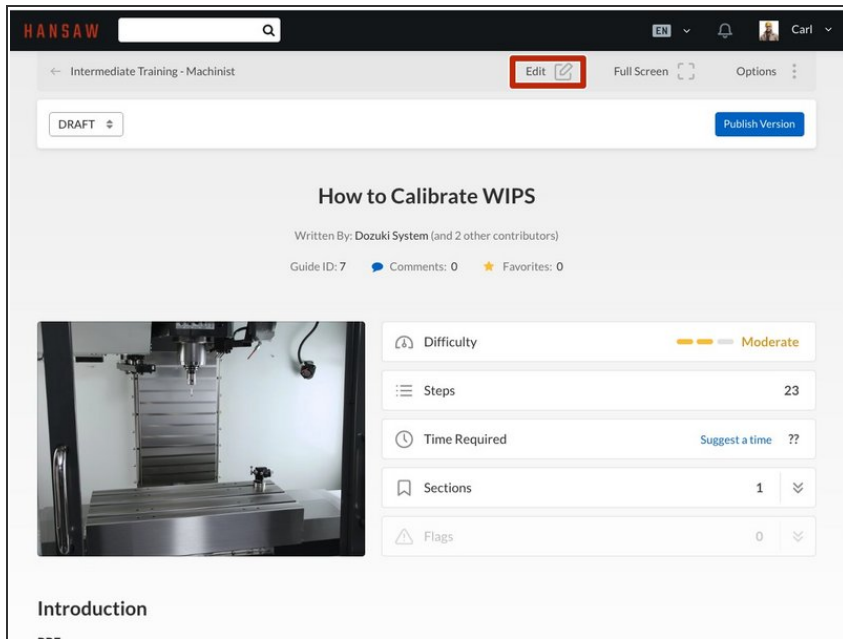 HANSAW
EN
Carl
← Intermediate Training - Machinist
Edit
Full Screen
Options
DRAFT
Publish Version
How to Calibrate WIPS
Written By: Dozuki System (and 2 other contributors)
Guide ID: 7 Comments: 0 Favorites: 0
Difficulty Moderate
Steps 23
Time Required Suggest a time ??
Sections 1
Flags 0
Introduction